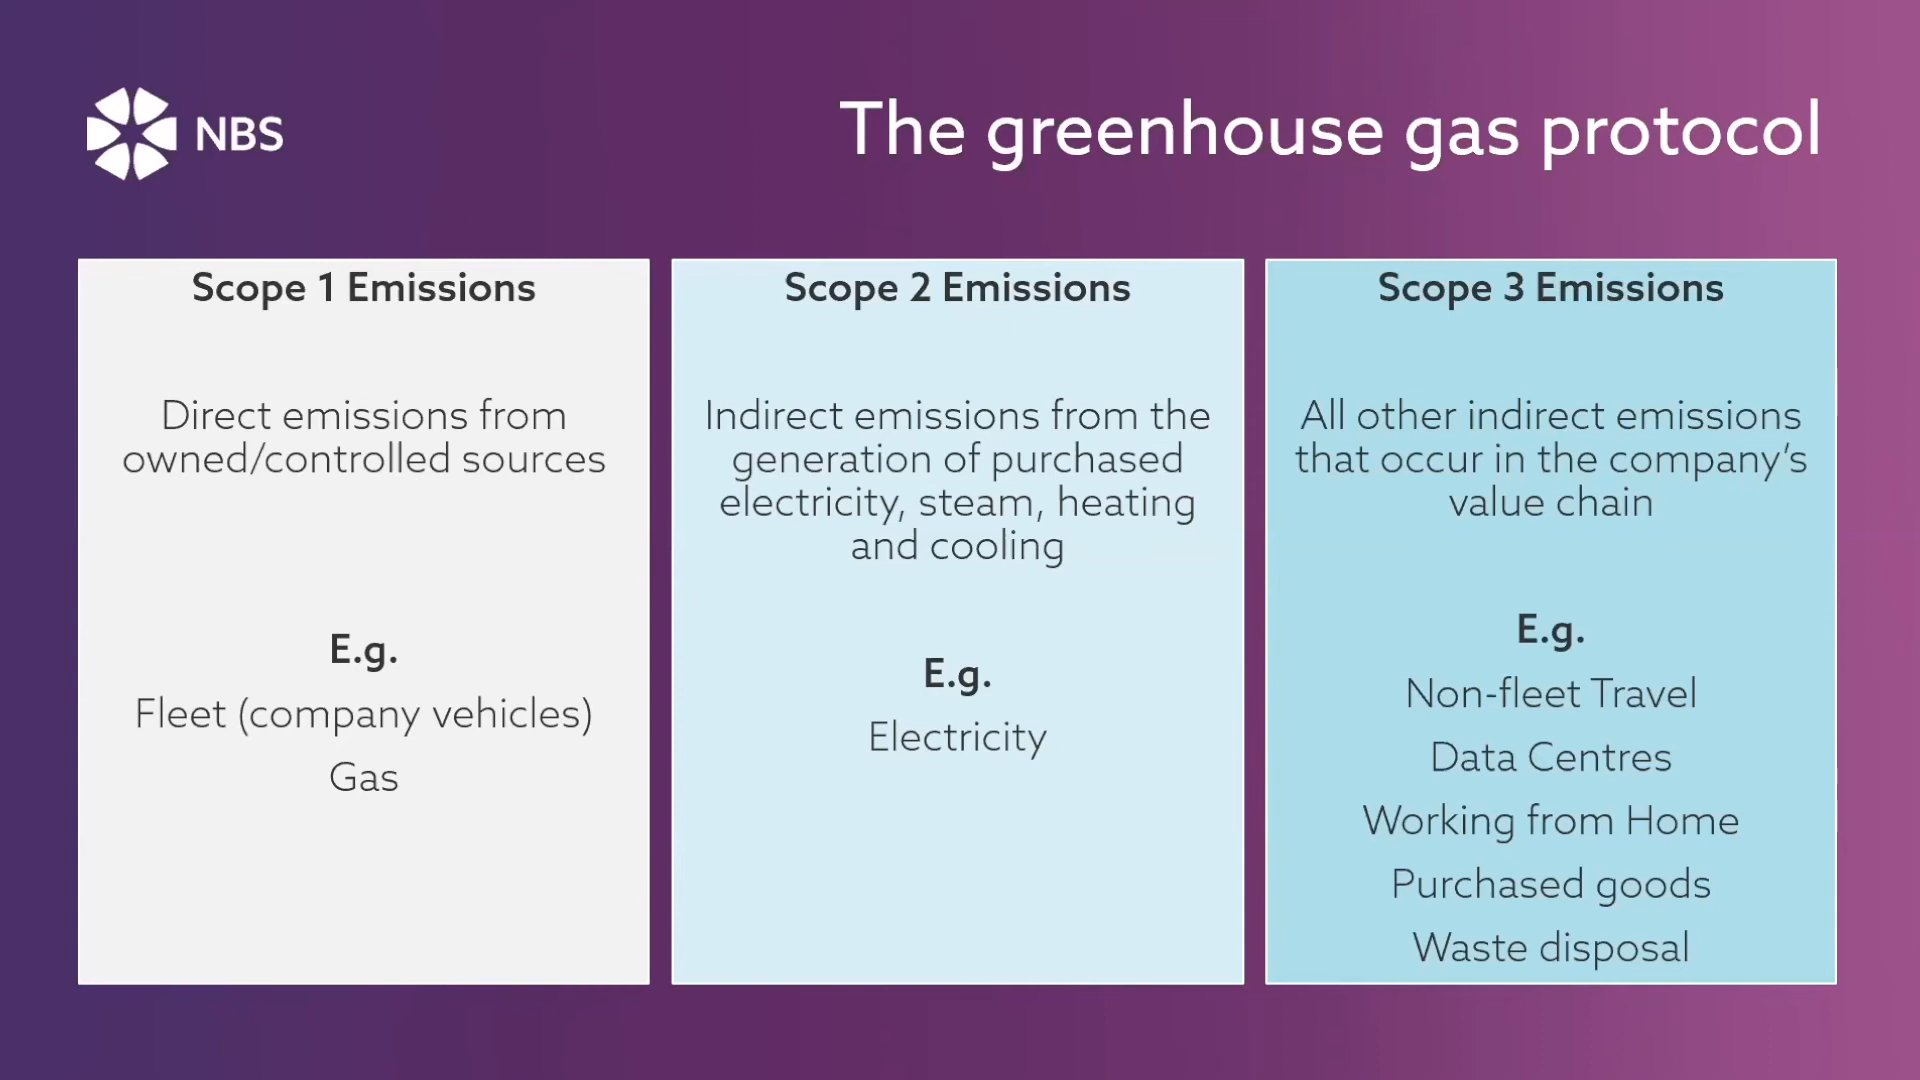 NBS
The greenhouse gas protocol
Scope 1 Emissions
Direct emissions from
owned/controlled sources
E.g.
Fleet (company vehicles)
Gas
Scope 2 Emissions
Indirect emissions from the
generation of purchased
electricity, steam, heating
and cooling
E.g.
Electricity
Scope 3 Emissions
All other indirect emissions
that occur in the company’s
value chain
E.g.
Non-fleet Travel
Data Centres
Working from Home
Purchased goods
Waste disposal